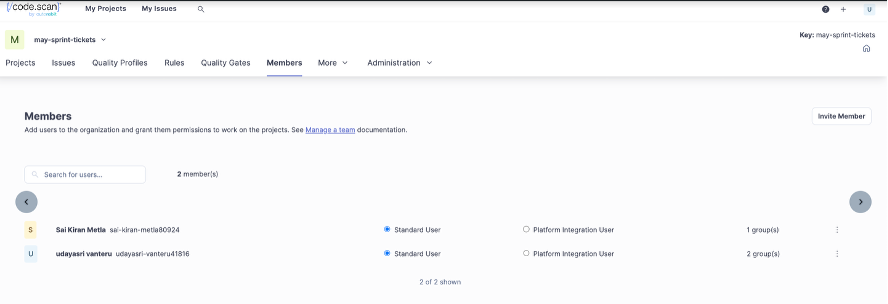 [/code.scan]
by autorabit
My Projects My Issues
U
M may-sprint-tickets
Key: may-sprint-tickets
Projects Issues Quality Profiles Rules Quality Gates Members More Administration
Members
Invite Member
Add users to the organization and grant them permissions to work on the projects. See Manage a team documentation.
Search for users...
2 member(s)
S Sai Kiran Metla sai-kiran-metla80924 Standard User Platform Integration User 1 group(s)
U udayasri vanteru udayasri-vanteru41816 Standard User Platform Integration User 2 group(s)
2 of 2 shown